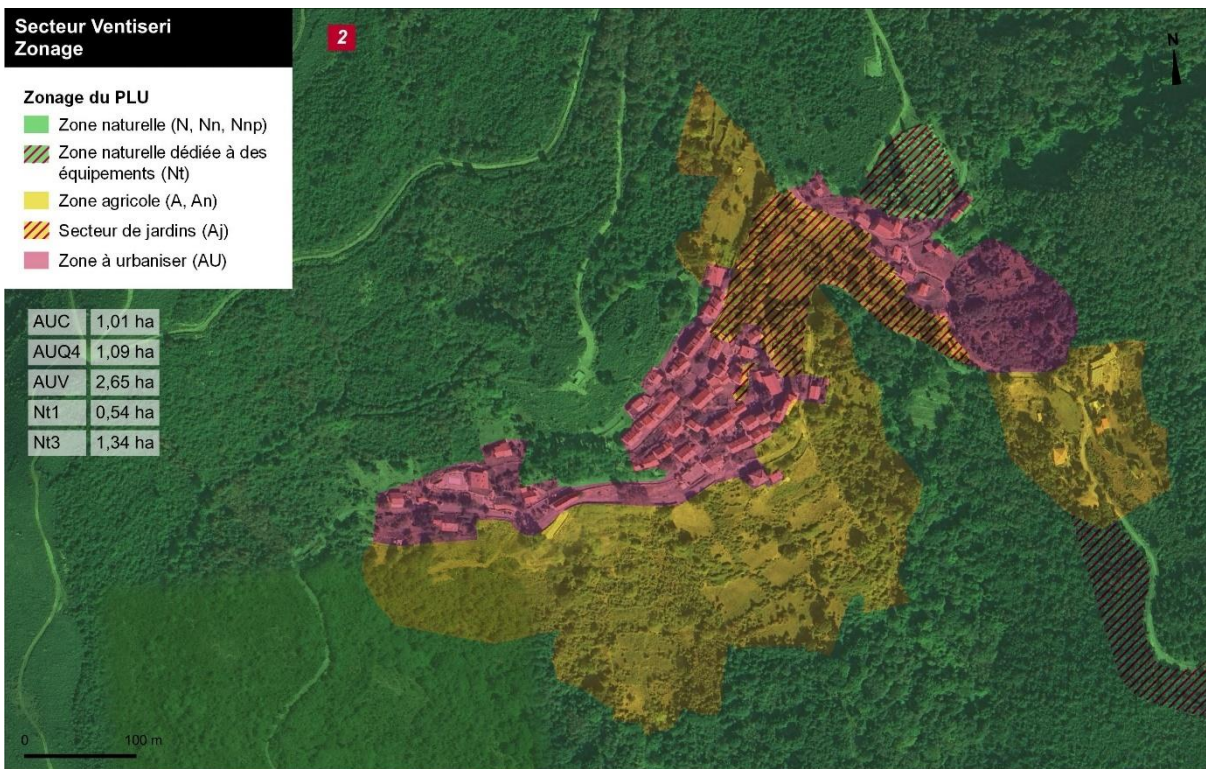 Secteur Ventiseri
Zonage
2
N
Zonage du PLU
Zone naturelle (N, Nn, Nnp)
Zone naturelle dédiée à des
équipements (Nt)
Zone agricole (A, An)
Secteur de jardins (Aj)
Zone à urbaniser (AU)
AUC 1,01 ha
AUQ4 1,09 ha
AUV 2,65 ha
Nt1 0,54 ha
Nt3 1,34 ha
0 100 m